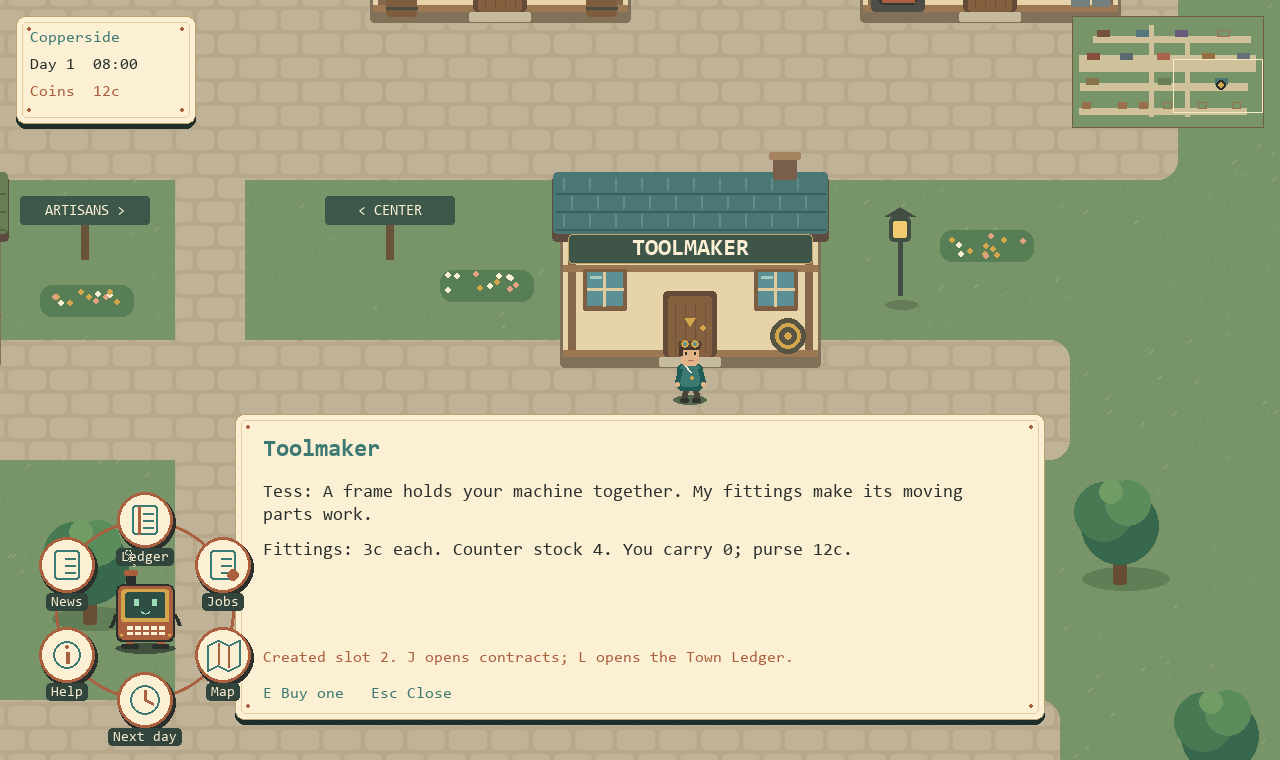 Copperside
Day 1  08:00
Coins  12c
ARTISANS >
< CENTER
TOOLMAKER
Toolmaker
Tess: A frame holds your machine together. My fittings make its moving
parts work.
Fittings: 3c each. Counter stock 4. You carry 0; purse 12c.
Created slot 2. J opens contracts; L opens the Town Ledger.
E Buy one   Esc Close
Ledger
News
Jobs
Help
Map
Next day